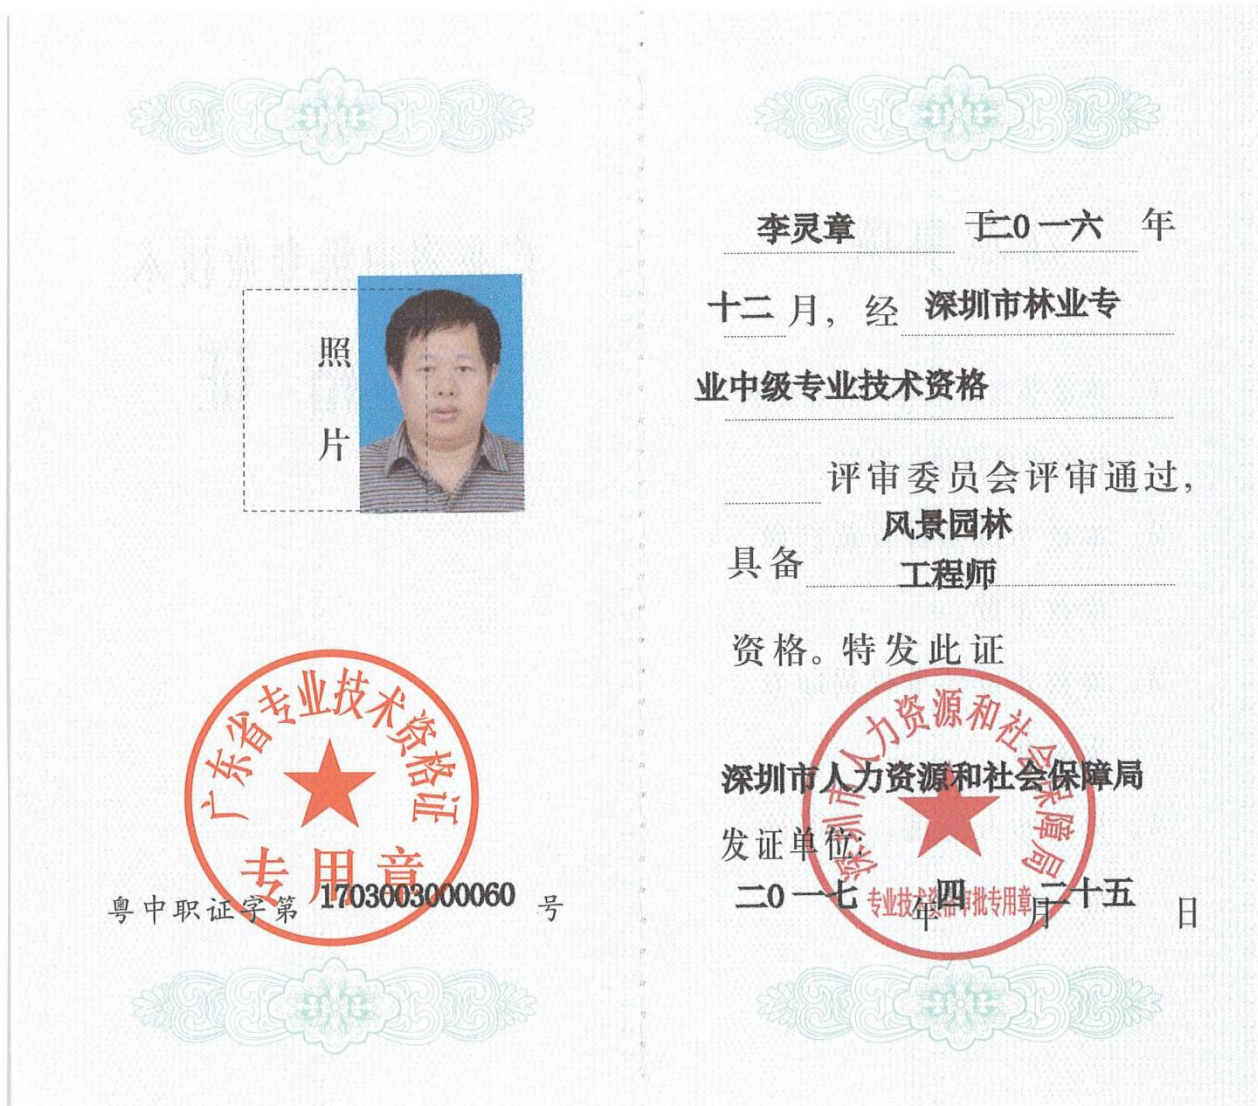 照
片
广东省专业技术资格证
专用章
粤中职证字第 1703003000060 号
李灵章 于二0一六 年
十二 月，经 深圳市林业专
业中级专业技术资格
评审委员会评审通过，
风景园林
具备 工程师
资格。特发此证
深圳市人力资源和社会保障局
深圳市人力资源和社会保障局
发证单位：
二0一七 年 四 月 二十五 日
专业技术资格审批专用章